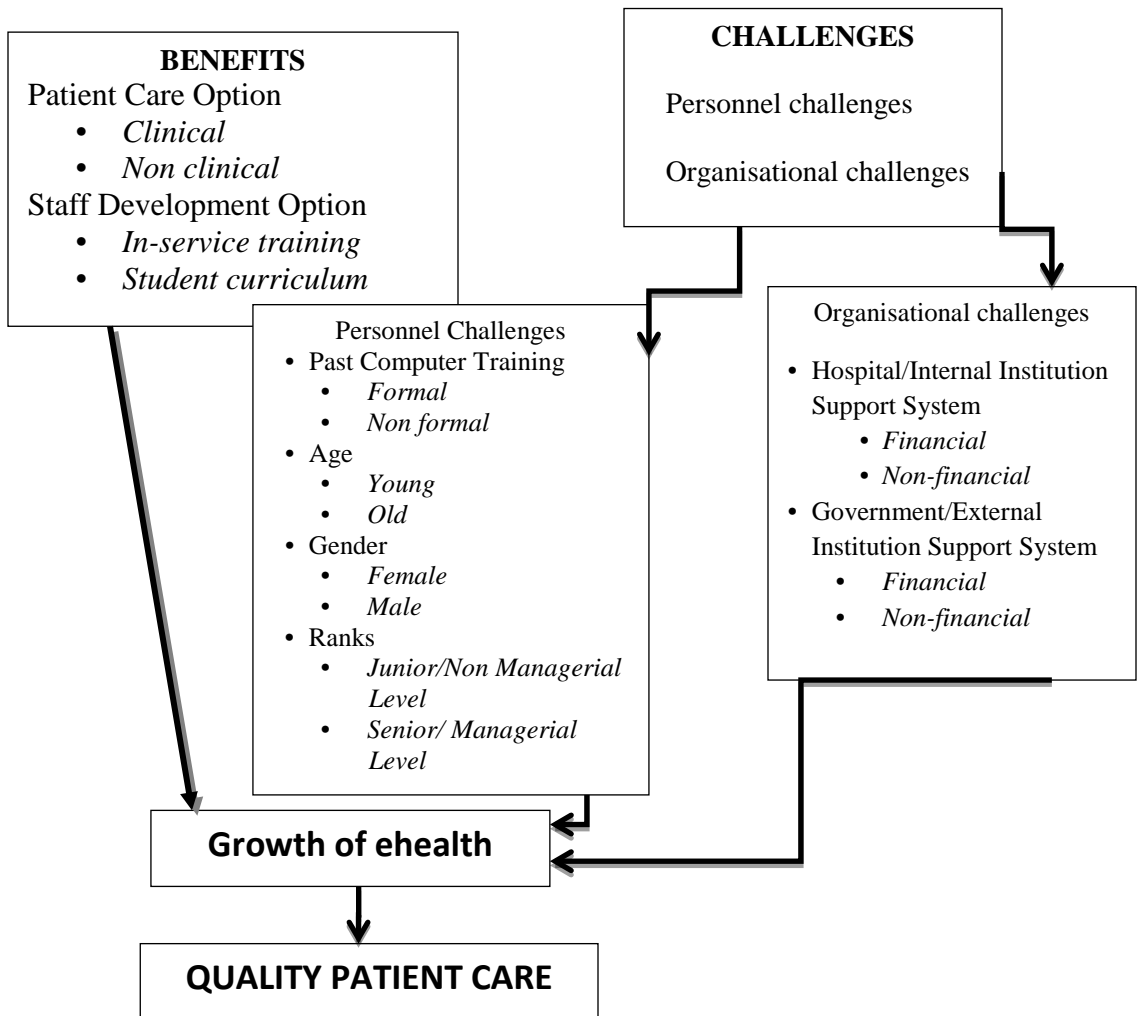 BENEFITS
Patient Care Option
• Clinical
• Non clinical
Staff Development Option
• In-service training
• Student curriculum
CHALLENGES
Personnel challenges
Organisational challenges
Personnel Challenges
• Past Computer Training
• Formal
• Non formal
• Age
• Young
• Old
• Gender
• Female
• Male
• Ranks
• Junior/Non Managerial
Level
• Senior/ Managerial
Level
Organisational challenges
• Hospital/Internal Institution
Support System
• Financial
• Non-financial
• Government/External
Institution Support System
• Financial
• Non-financial
Growth of ehealth
QUALITY PATIENT CARE